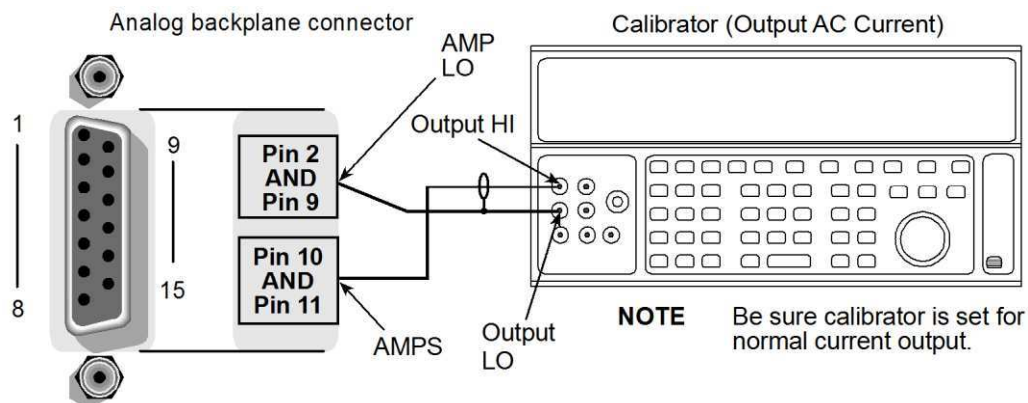 Analog backplane connector
Calibrator (Output AC Current)
AMP
LO
Output HI
1
8
9
15
Pin 2
AND
Pin 9
Pin 10
AND
Pin 11
AMPS
Output
LO
NOTE Be sure calibrator is set for
normal current output.